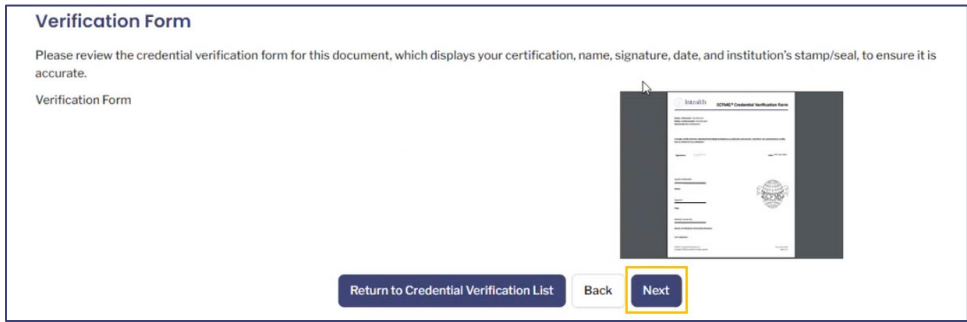 Verification Form
Please review the credential verification form for this document, which displays your certification, name, signature, date, and institution's stamp/seal, to ensure it is
accurate.
Verification Form
Intealth ECFMG® Credential Verification Form
Return to Credential Verification List Back Next